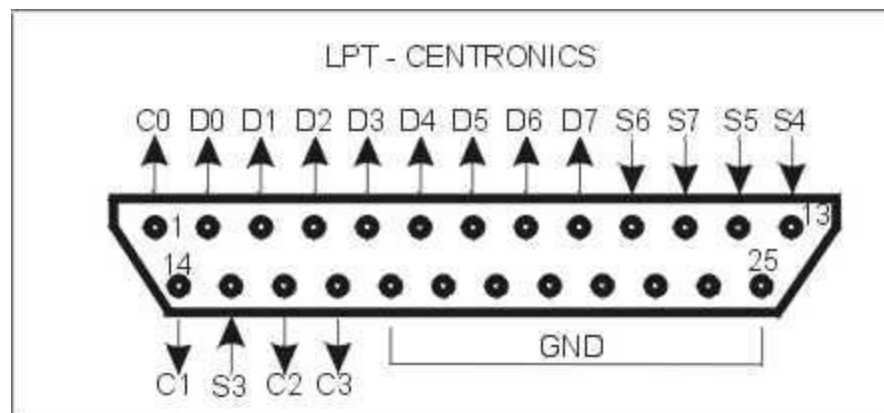 LPT - CENTRONICS
C0 D0 D1 D2 D3 D4 D5 D6 D7 S6 S7 S5 S4
1 13
14 25
GND
C1 S3 C2 C3